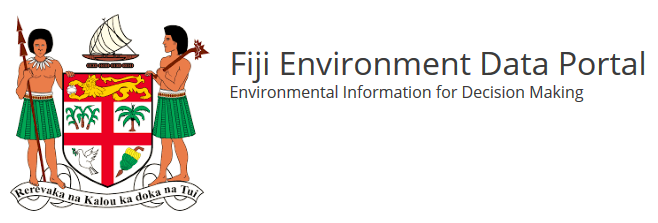 Fiji Environment Data Portal
Environmental Information for Decision Making
Rerevaka na Kalou ka doka na Tui